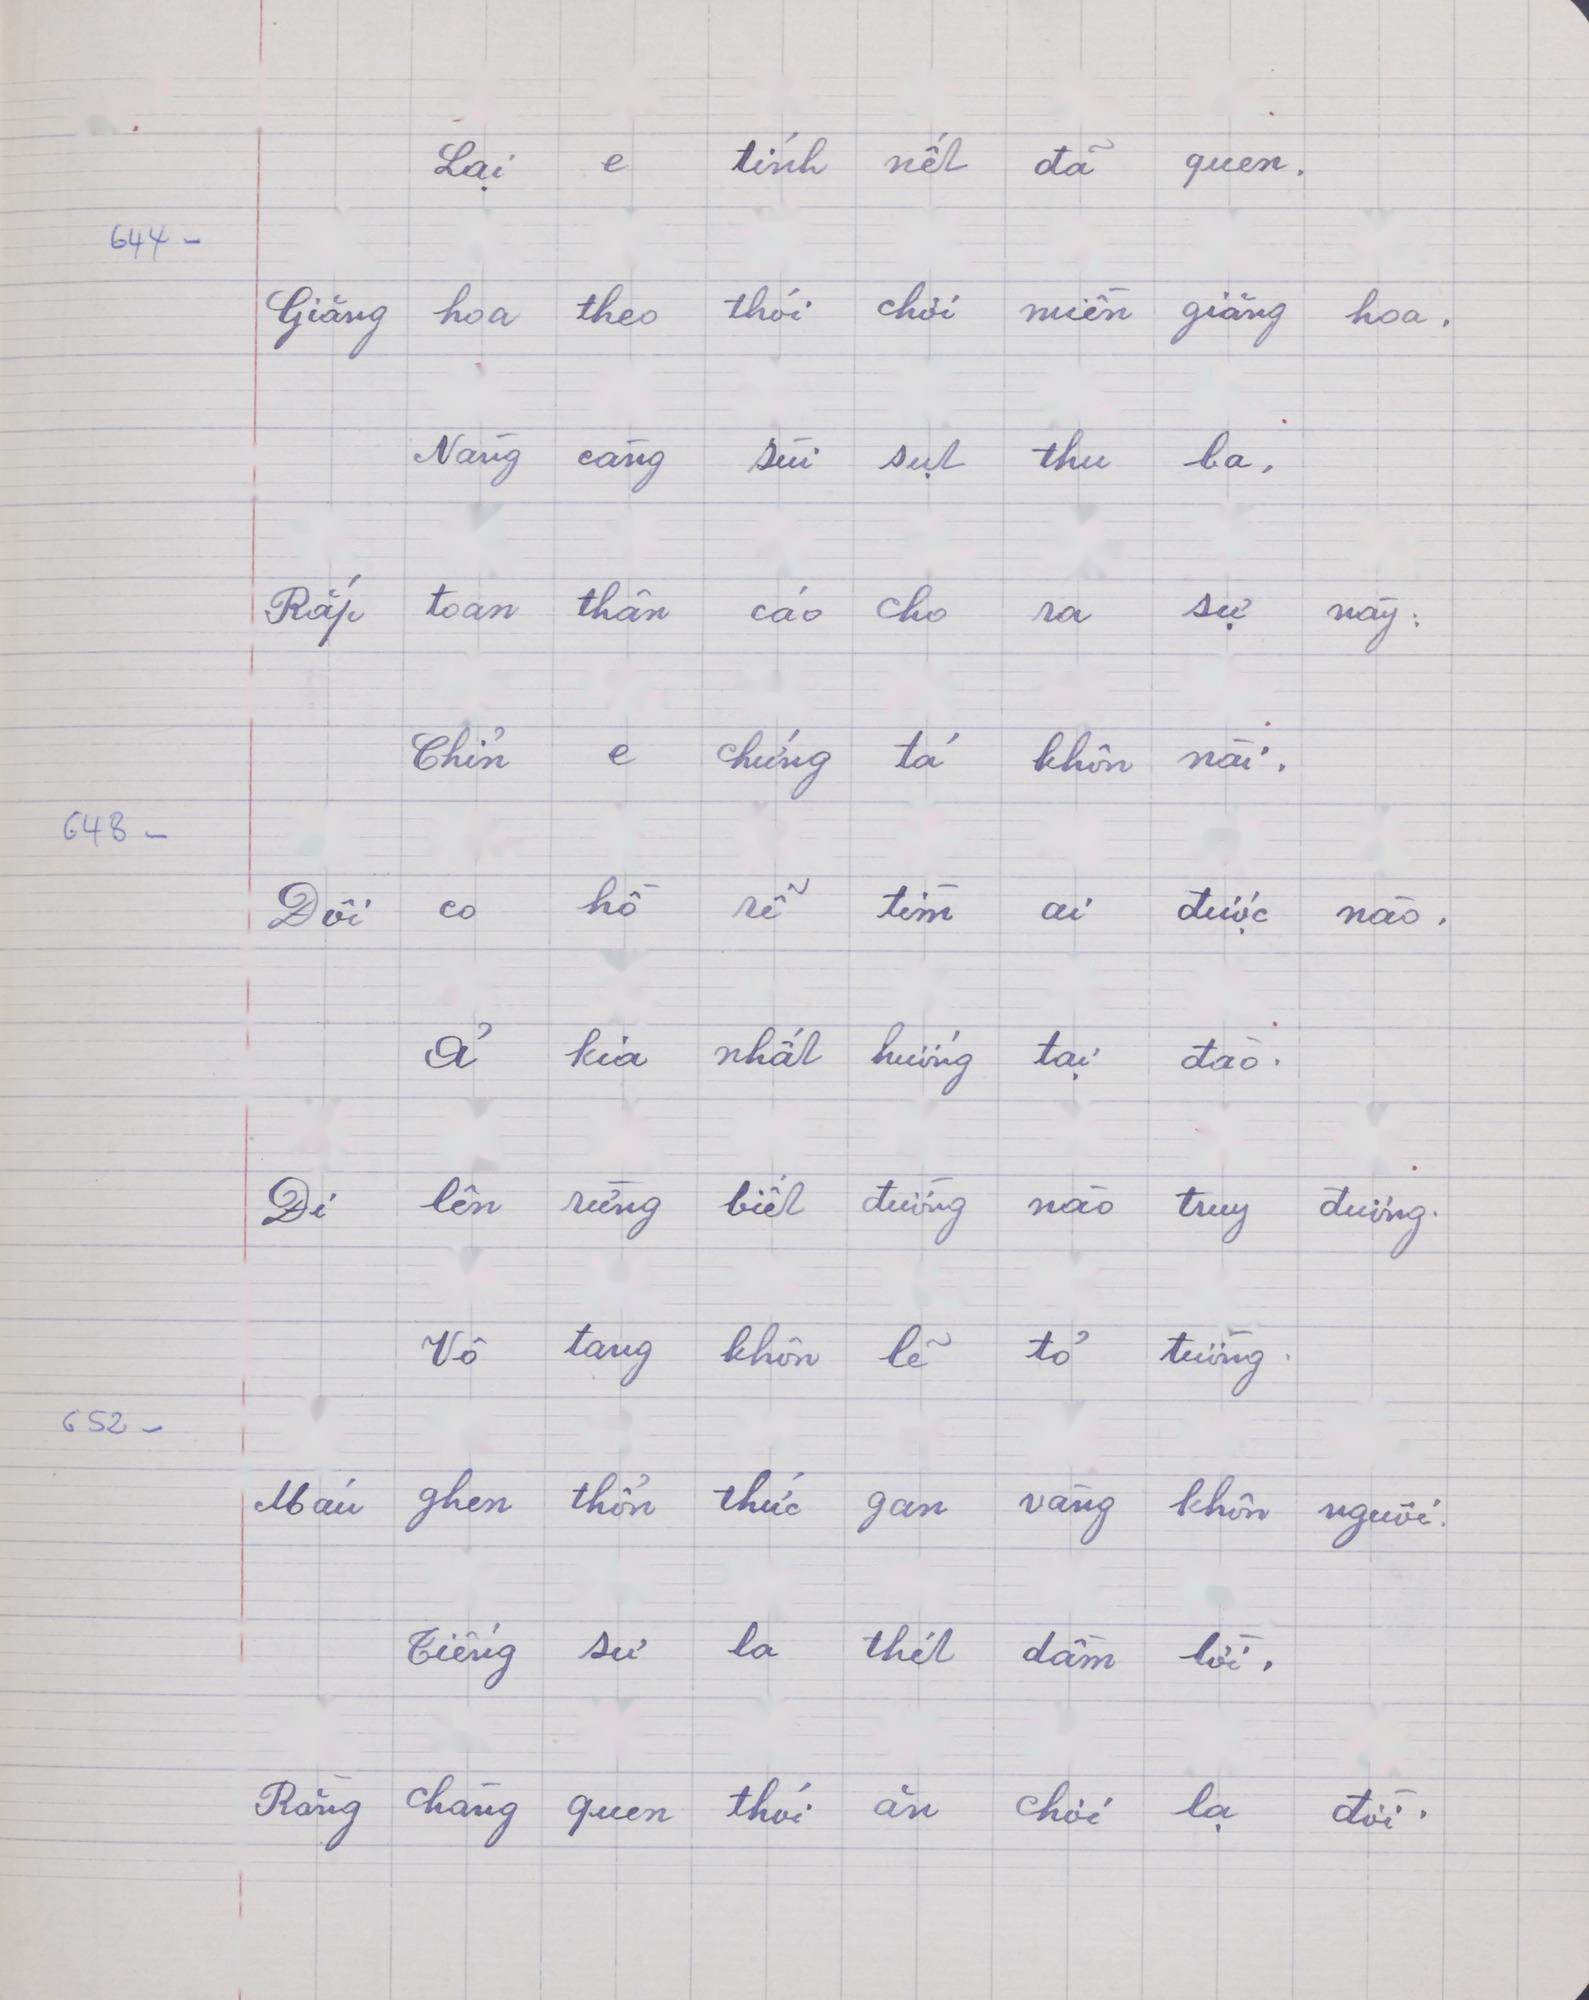 Lại e tính nết đã quen.
644 -
Giăng hoa theo thói chơi miền giăng hoa.
Nàng càng sùi sụt thu ba,
Rắp toan thân cáo cho ra sự này:
Chỉn e chứng tá khôn nài.
648 -
Đôi co hồ rễ tìm ai được nào.
Ả kia nhất hướng tại đào.
Đi lên rừng biết đường nào truy đương.
Vô tang khôn lẽ tỏ tường.
652 -
Máu ghen thổn thức gan vàng khôn nguôi.
Tiếng sư la thét dầm lời,
Rằng chàng quen thói ăn chơi lạ đời.